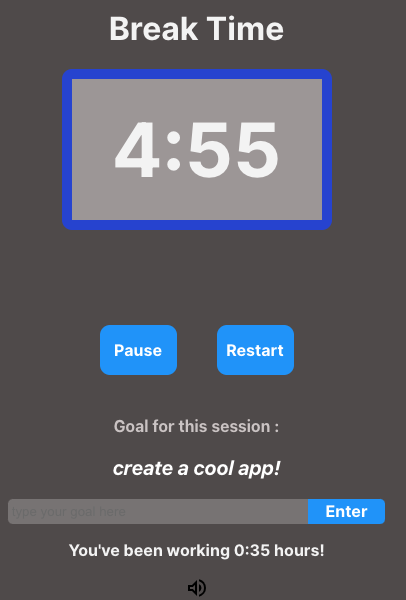 Break Time
4:55
Pause
Restart
Goal for this session :
create a cool app!
type your goal here
Enter
You've been working 0:35 hours!